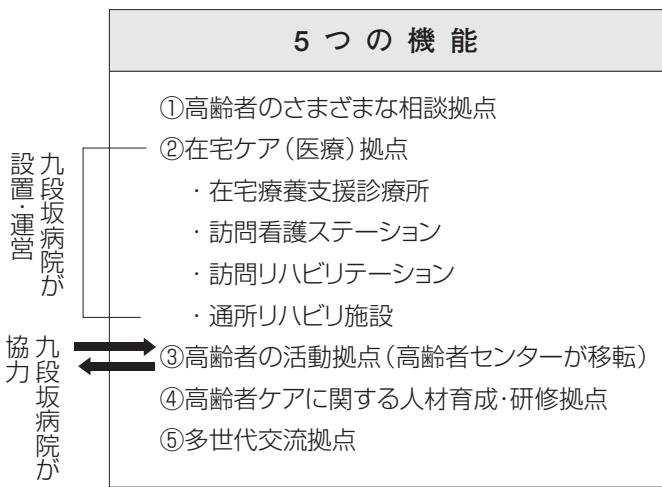 5つの機能
①高齢者のさまざまな相談拠点
②在宅ケア(医療)拠点
・在宅療養支援診療所
・訪問看護ステーション
・訪問リハビリテーション
・通所リハビリ施設
③高齢者の活動拠点(高齢者センターが移転)
④高齢者ケアに関する人材育成・研修拠点
⑤多世代交流拠点
九段坂病院が
設置・運営
九段坂病院が
協力